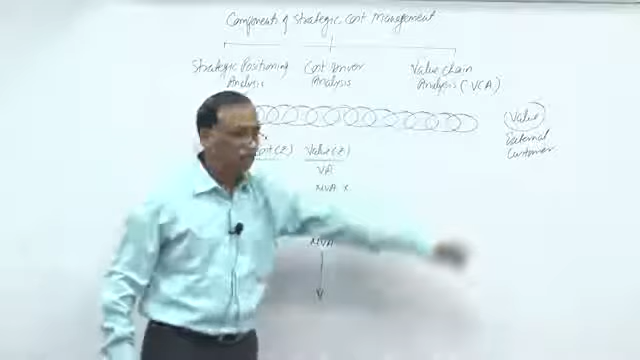 Components of Strategic Cost Management
Strategic Positioning Analysis
Cost Driver Analysis
Value Chain Analysis (VCA)
Value
External Customer
Cost (₹)
Value (₹)
VA
NVA x
NVA